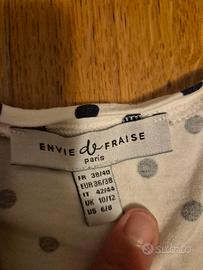 ENVIE de FRAISE
Paris
FR 38/40
EUR 36/38
IT 42/44
UK 10/12
US 6/8
SUBITO